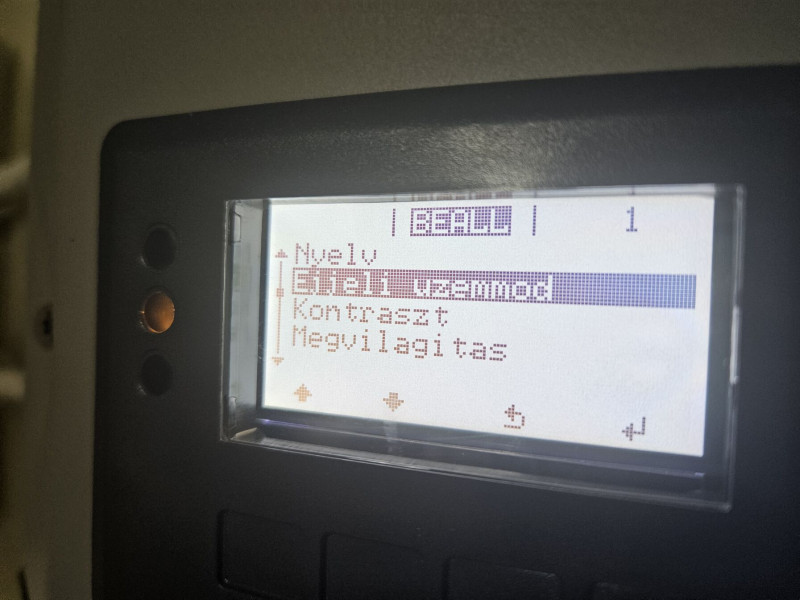 | BEALL | 1
Nyelv
Ejjeli uzemmod
Kontraszt
Megvilagitas